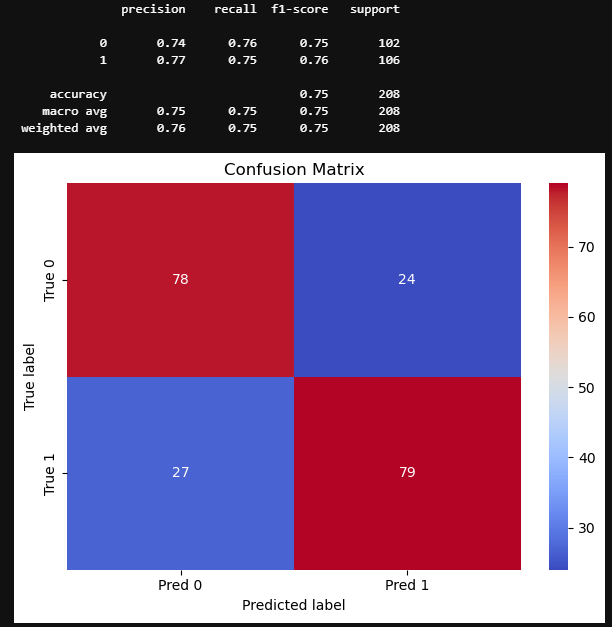 precision recall f1-score support
0 0.74 0.76 0.75 102
1 0.77 0.75 0.76 106
accuracy 0.75 208
macro avg 0.75 0.75 0.75 208
weighted avg 0.76 0.75 0.75 208
Confusion Matrix
True label
True 0
78
24
True 1
27
79
Pred 0
Pred 1
Predicted label
70
60
50
40
30